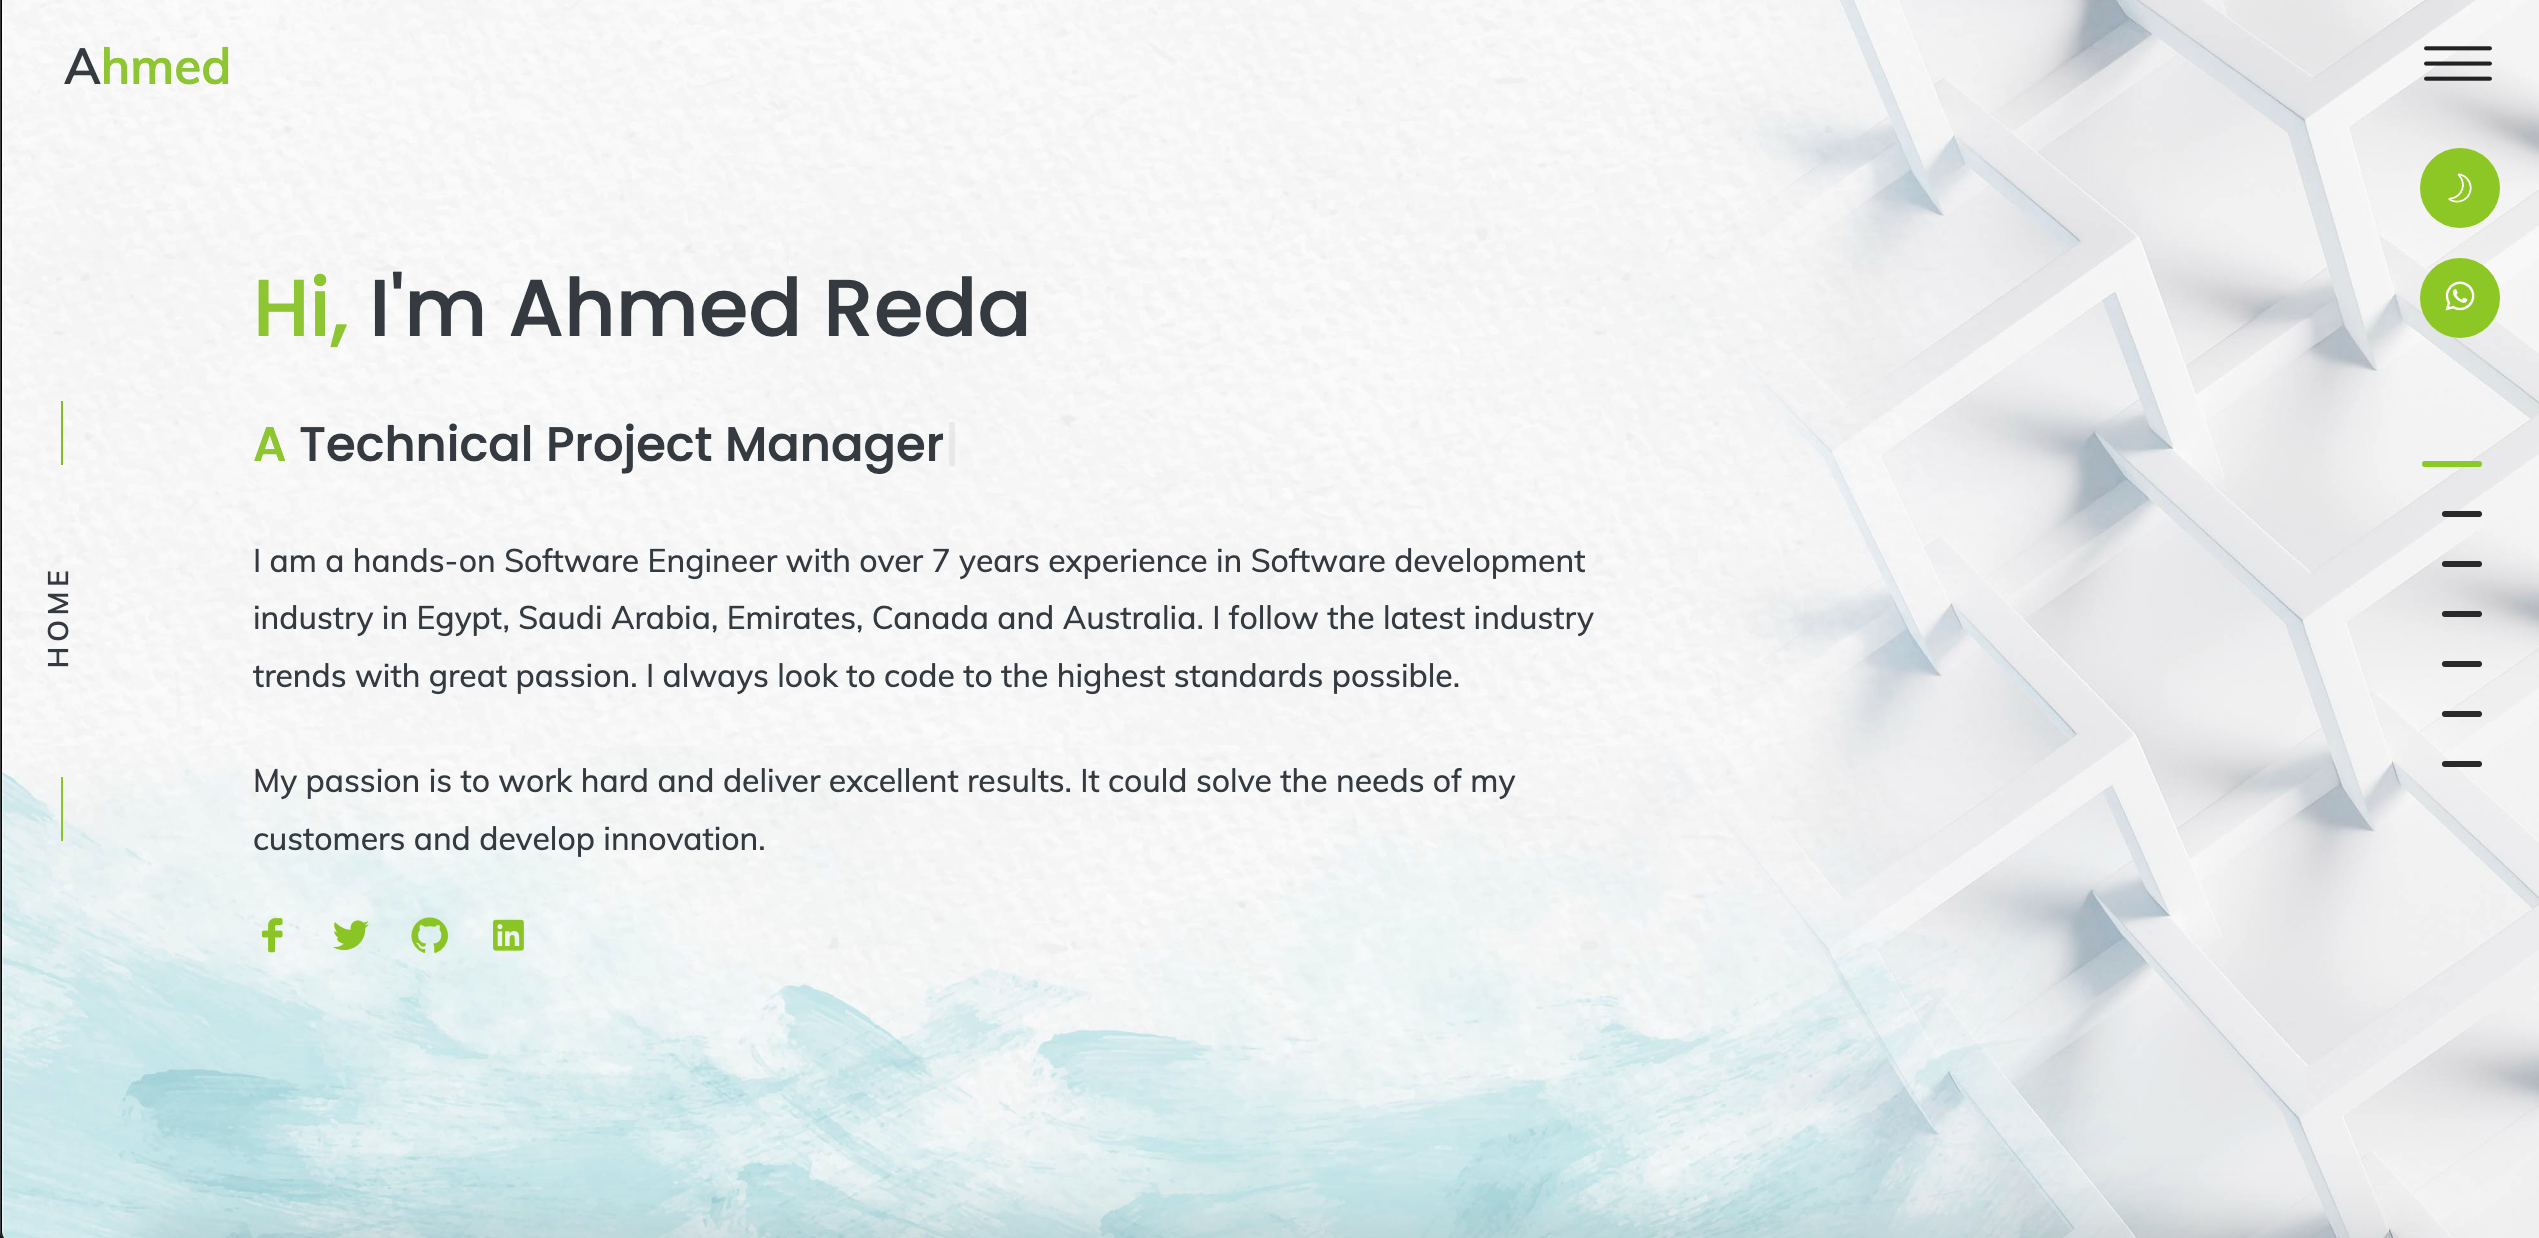 Ahmed
Hi, I'm Ahmed Reda
A Technical Project Manager
I am a hands-on Software Engineer with over 7 years experience in Software development
industry in Egypt, Saudi Arabia, Emirates, Canada and Australia. I follow the latest industry
trends with great passion. I always look to code to the highest standards possible.
My passion is to work hard and deliver excellent results. It could solve the needs of my
customers and develop innovation.
HOME